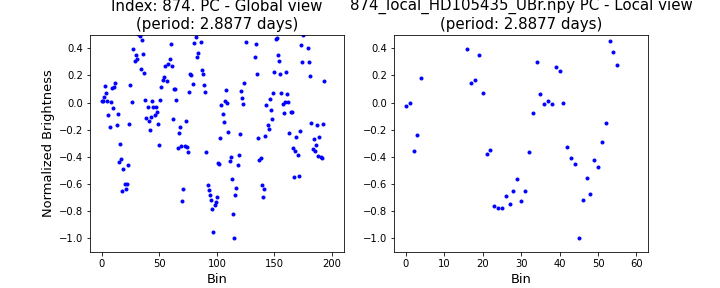 Index: 874. PC - Global view
(period: 2.8877 days)
874_local_HD105435_UBr.npy PC - Local view
(period: 2.8877 days)
Normalized Brightness
0.4
0.2
0.0
−0.2
−0.4
−0.6
−0.8
−1.0
0 50 100 150 200
Bin
0.4
0.2
0.0
−0.2
−0.4
−0.6
−0.8
−1.0
0 10 20 30 40 50 60
Bin